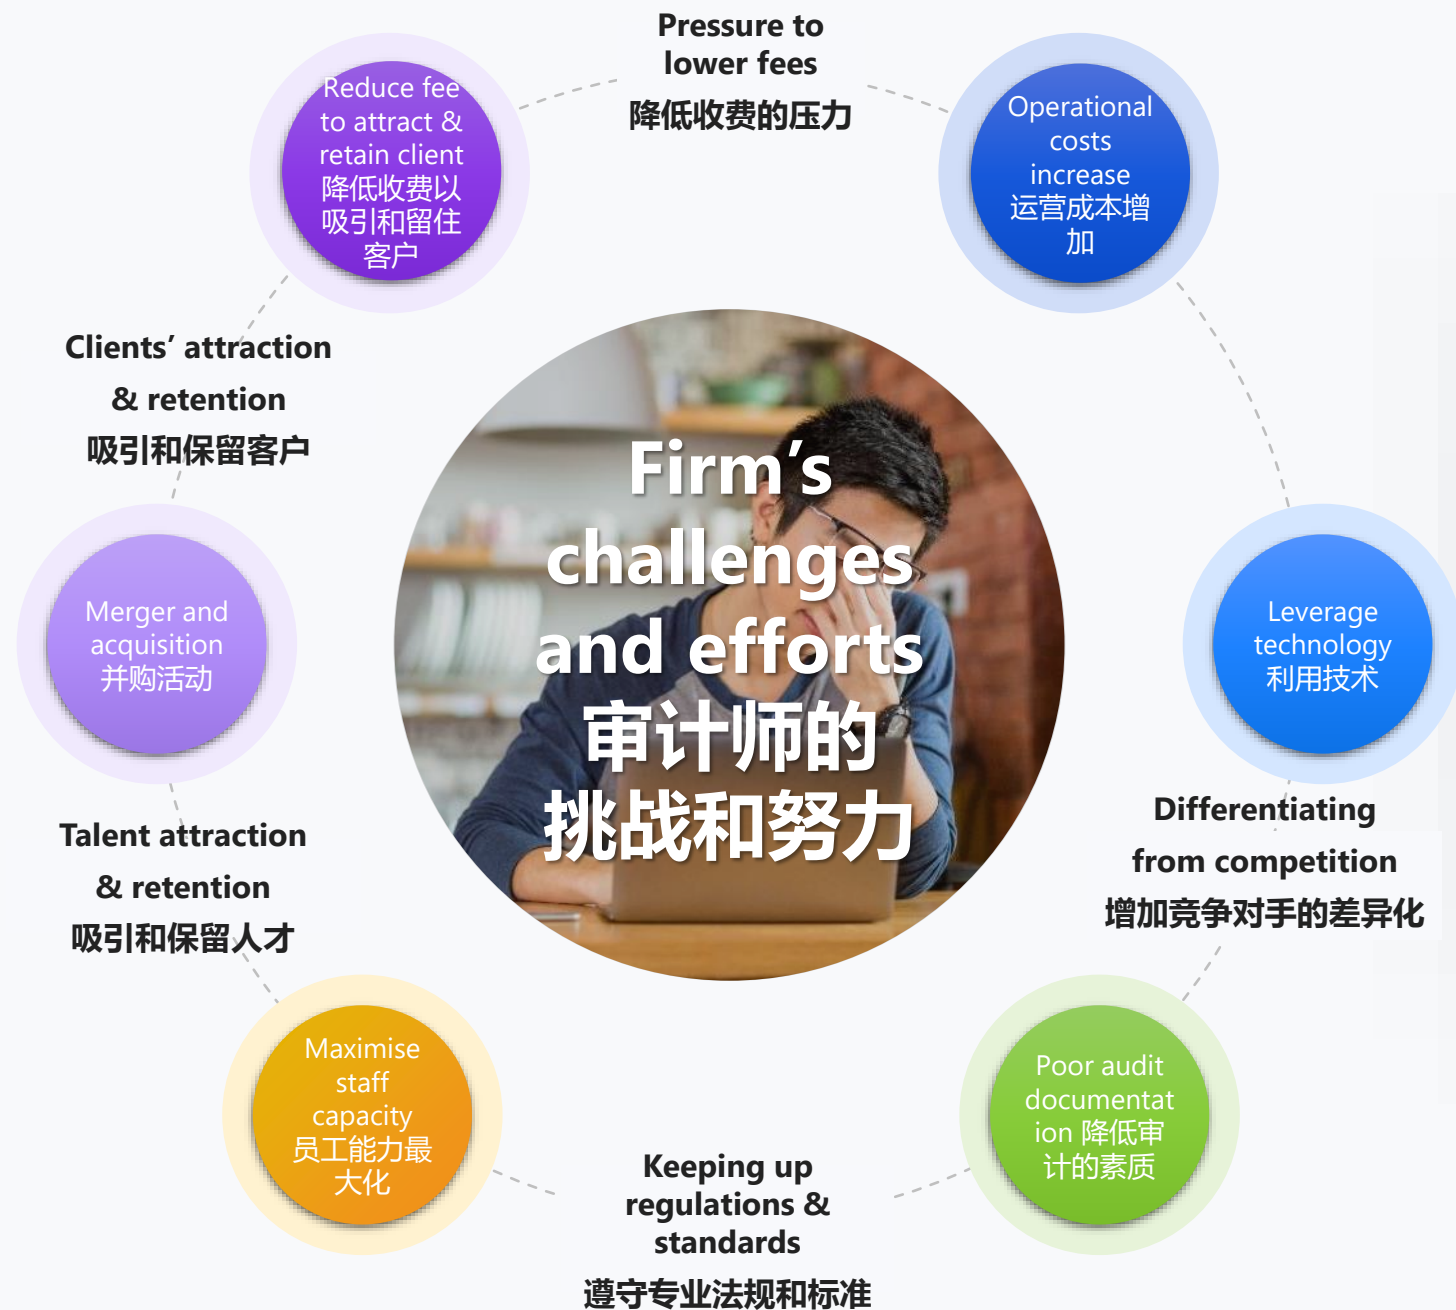 Pressure to
lower fees
降低收费的压力
Reduce fee
to attract &
retain client
降低收费以
吸引和留住
客户
Operational
costs
increase
运营成本增
加
Clients’ attraction
& retention
吸引和保留客户
Firm’s
challenges
and efforts
审计师的
挑战和努力
Merger and
acquisition
并购活动
Leverage
technology
利用技术
Talent attraction
& retention
吸引和保留人才
Differentiating
from competition
增加竞争对手的差异化
Maximise
staff
capacity
员工能力最
大化
Poor audit
documentat
ion 降低审
计的素质
Keeping up
regulations &
standards
遵守专业法规和标准